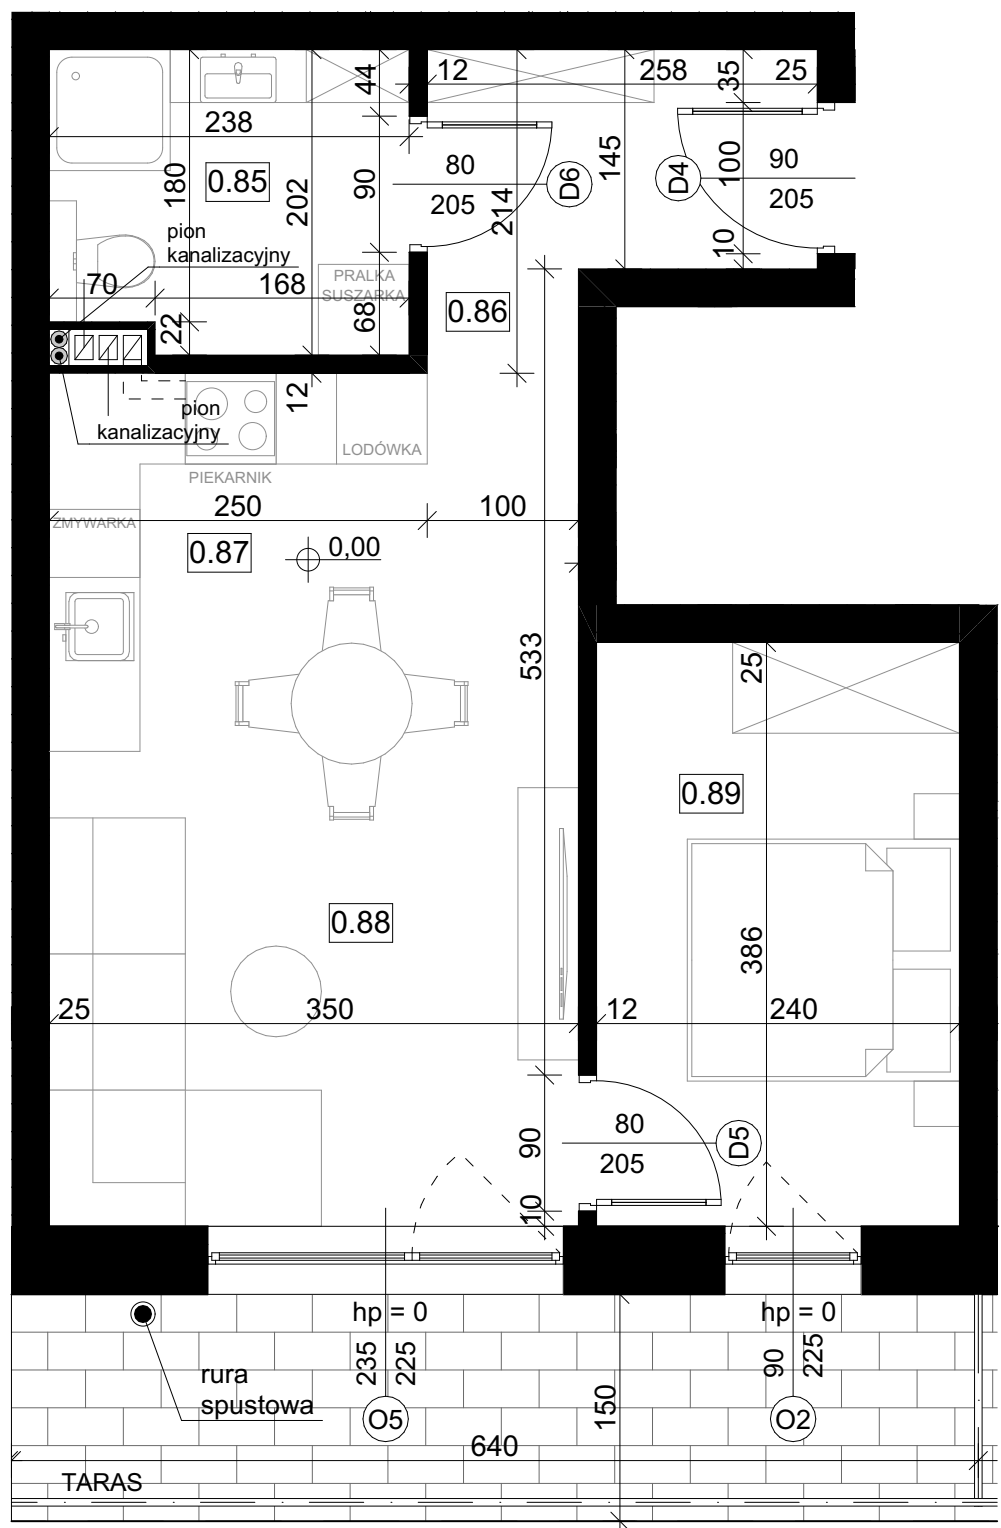 44
12
258
35
25
238
180
0.85
202
90
80
205
D6
214
145
D4
100
90
205
10
pion
kanalizacyjny
PRALKA
SUSZARKA
70
168
22
68
0.86
12
pion
kanalizacyjny
LODÓWKA
PIEKARNIK
250
100
ZMYWARKA
0.87
0,00
533
25
0.89
0.88
386
25
350
12
240
90
80
205
D5
10
hp = 0
hp = 0
235
225
90
225
rura
spustowa
O5
O2
150
640
TARAS